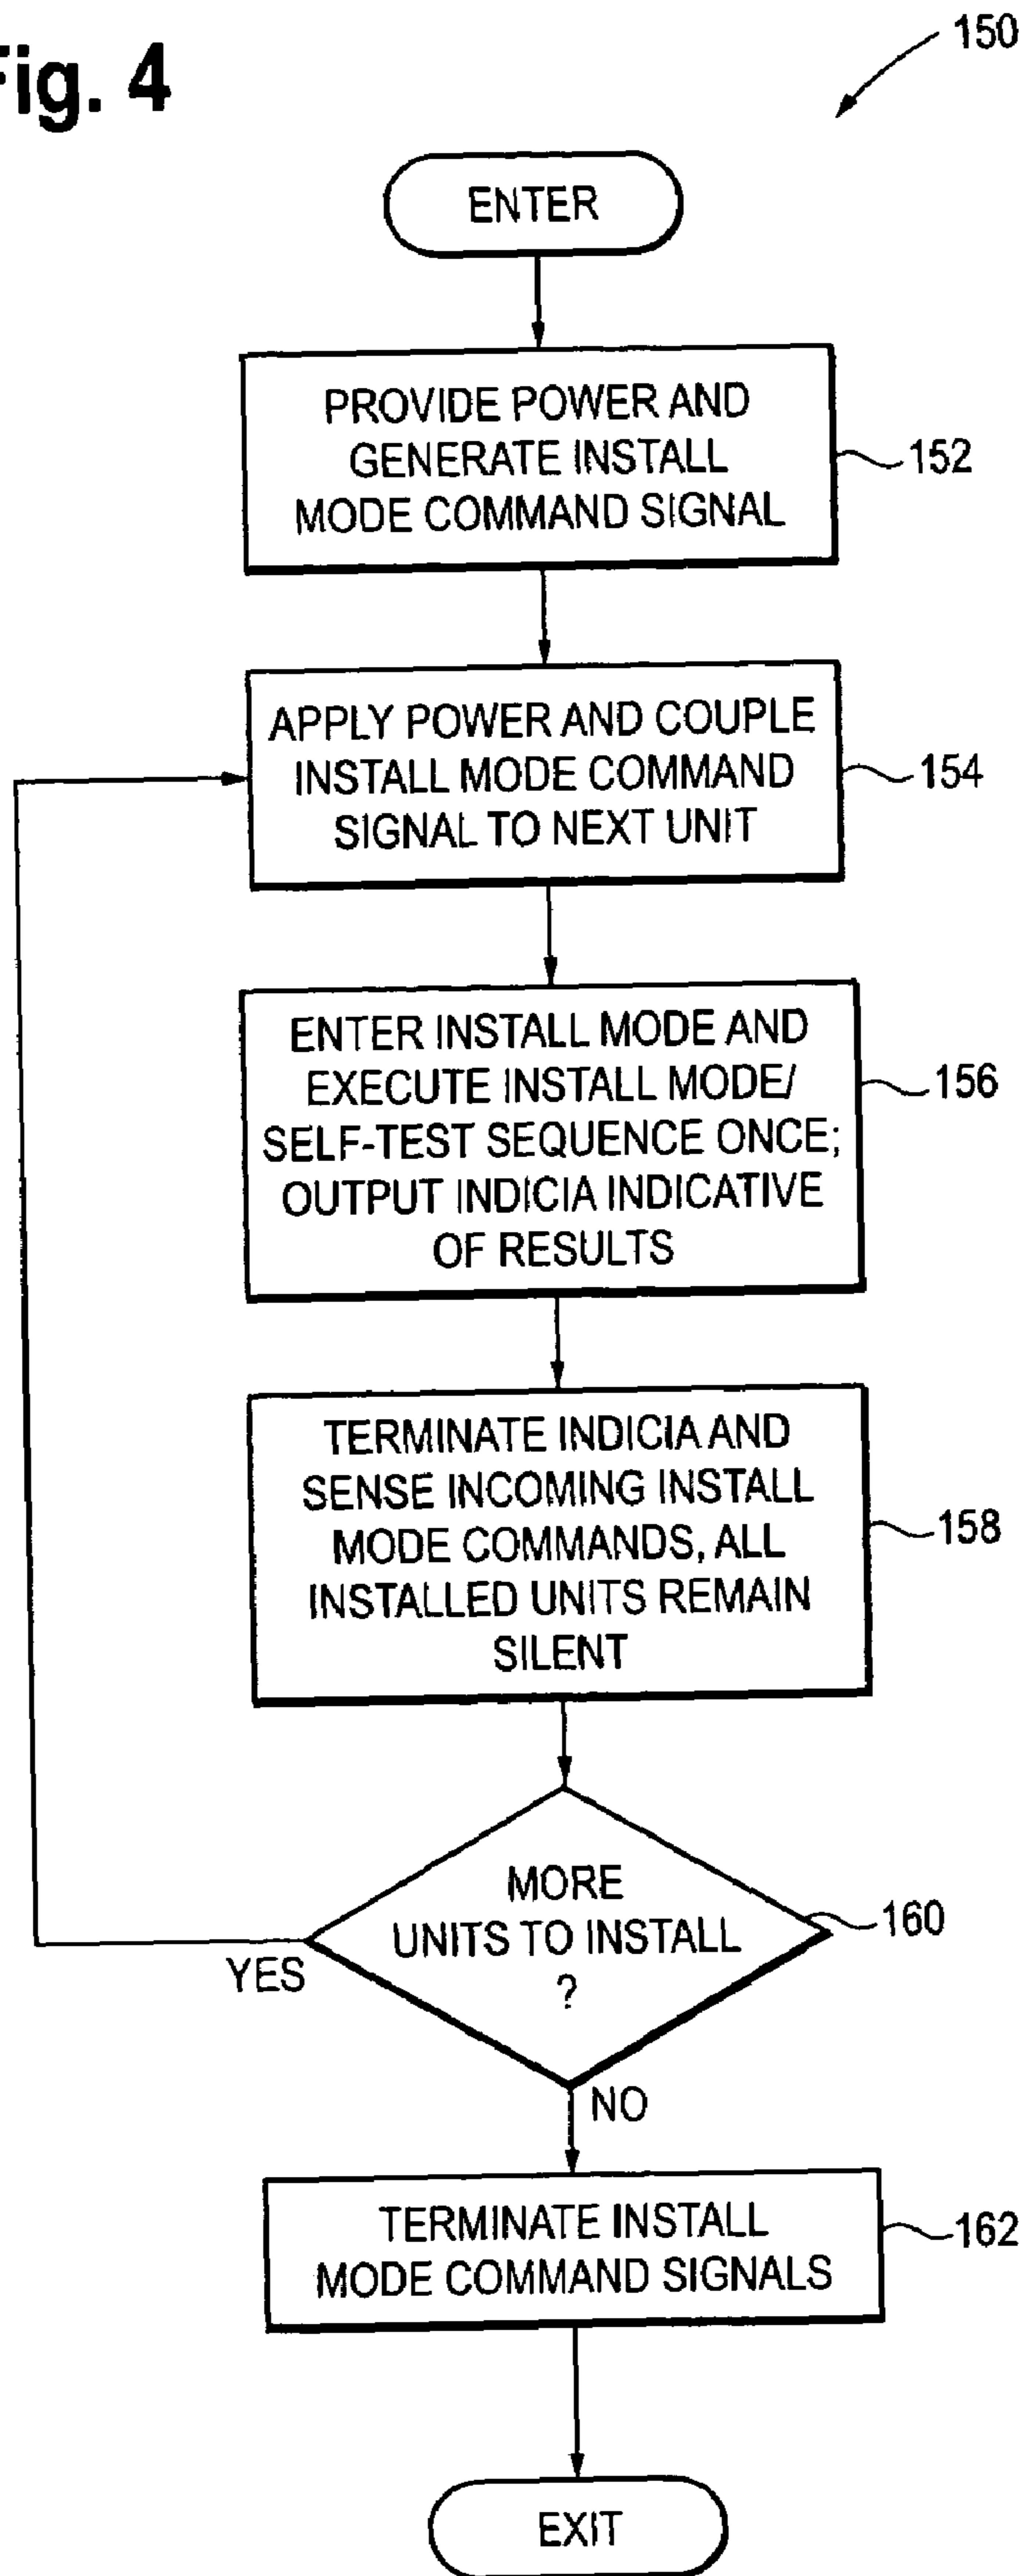 Fig. 4
150
ENTER
PROVIDE POWER AND
GENERATE INSTALL
MODE COMMAND SIGNAL
152
APPLY POWER AND COUPLE
INSTALL MODE COMMAND
SIGNAL TO NEXT UNIT
154
ENTER INSTALL MODE AND
EXECUTE INSTALL MODE/
SELF-TEST SEQUENCE ONCE;
OUTPUT INDICIA INDICATIVE
OF RESULTS
156
TERMINATE INDICIA AND
SENSE INCOMING INSTALL
MODE COMMANDS, ALL
INSTALLED UNITS REMAIN
SILENT
158
MORE
UNITS TO INSTALL
?
160
YES
NO
TERMINATE INSTALL
MODE COMMAND SIGNALS
162
EXIT